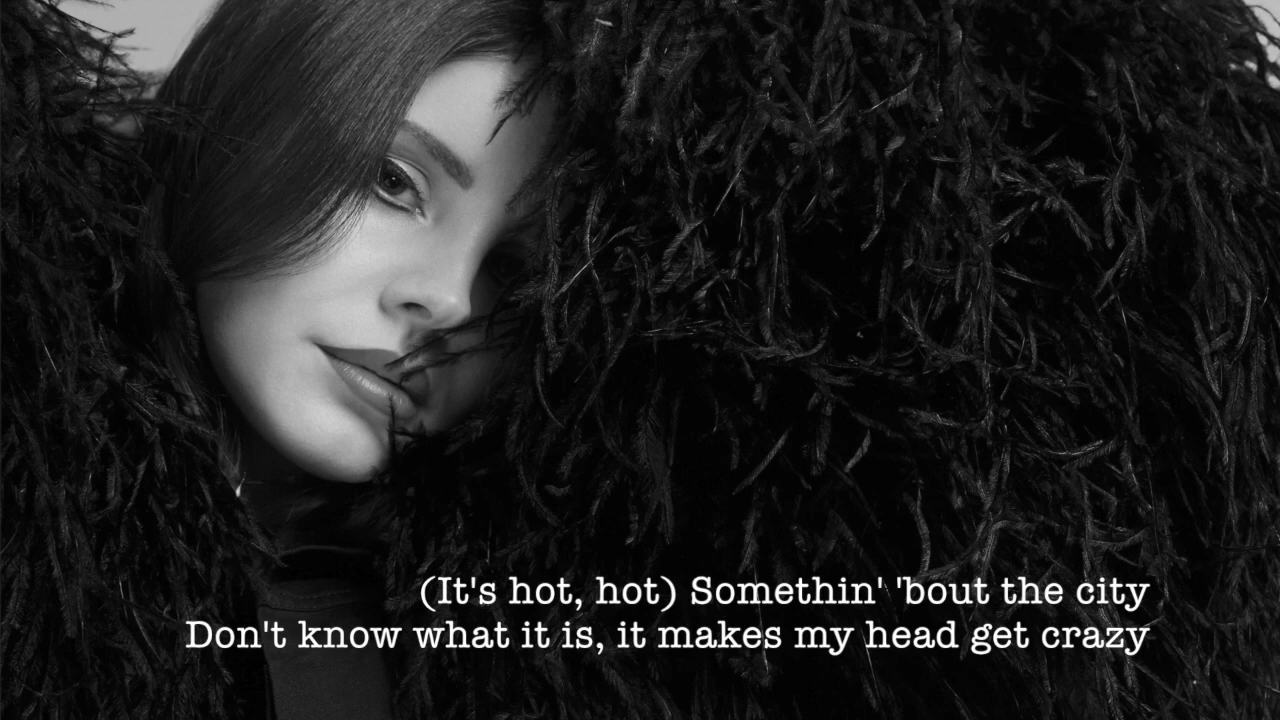 (It's hot, hot) Somethin' 'bout the city
Don't know what it is, it makes my head get crazy